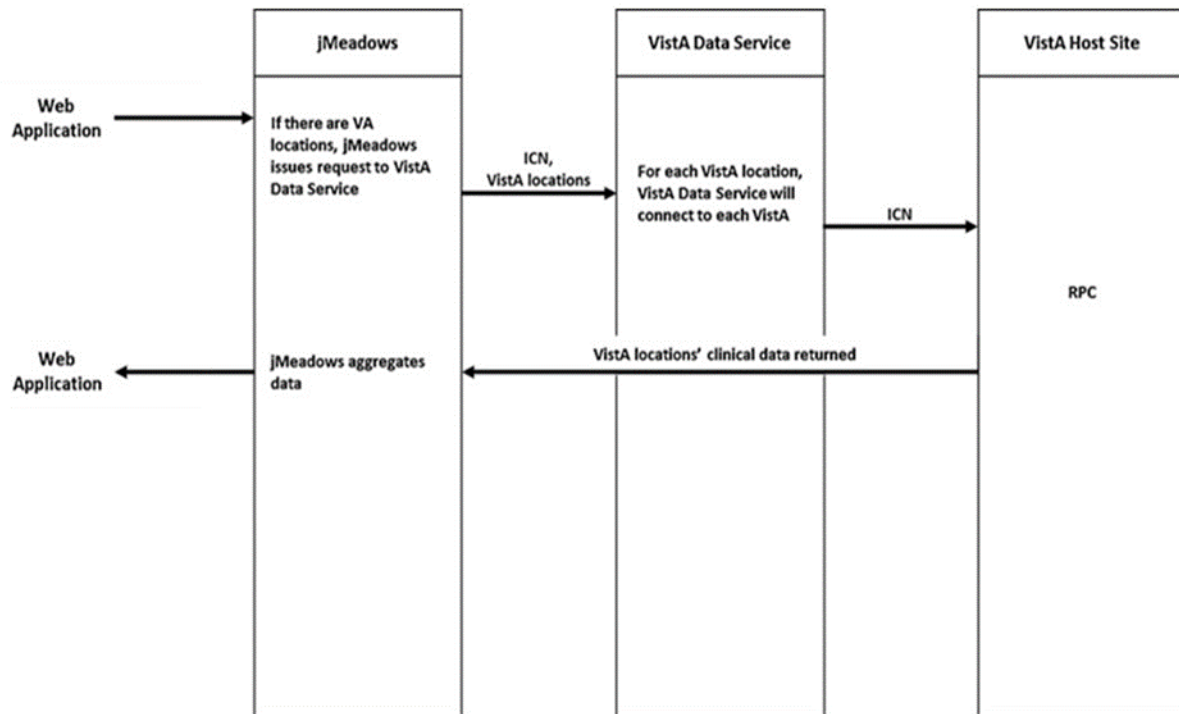 jMeadows
VistA Data Service
VistA Host Site
Web
Application
If there are VA
locations, jMeadows
issues request to VistA
Data Service
ICN,
VistA locations
For each VistA location,
VistA Data Service will
connect to each VistA
ICN
RPC
VistA locations' clinical data returned
jMeadows aggregates
data
Web
Application